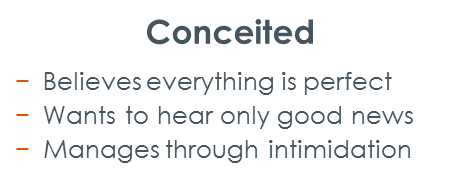 Conceited
– Believes everything is perfect
– Wants to hear only good news
– Manages through intimidation